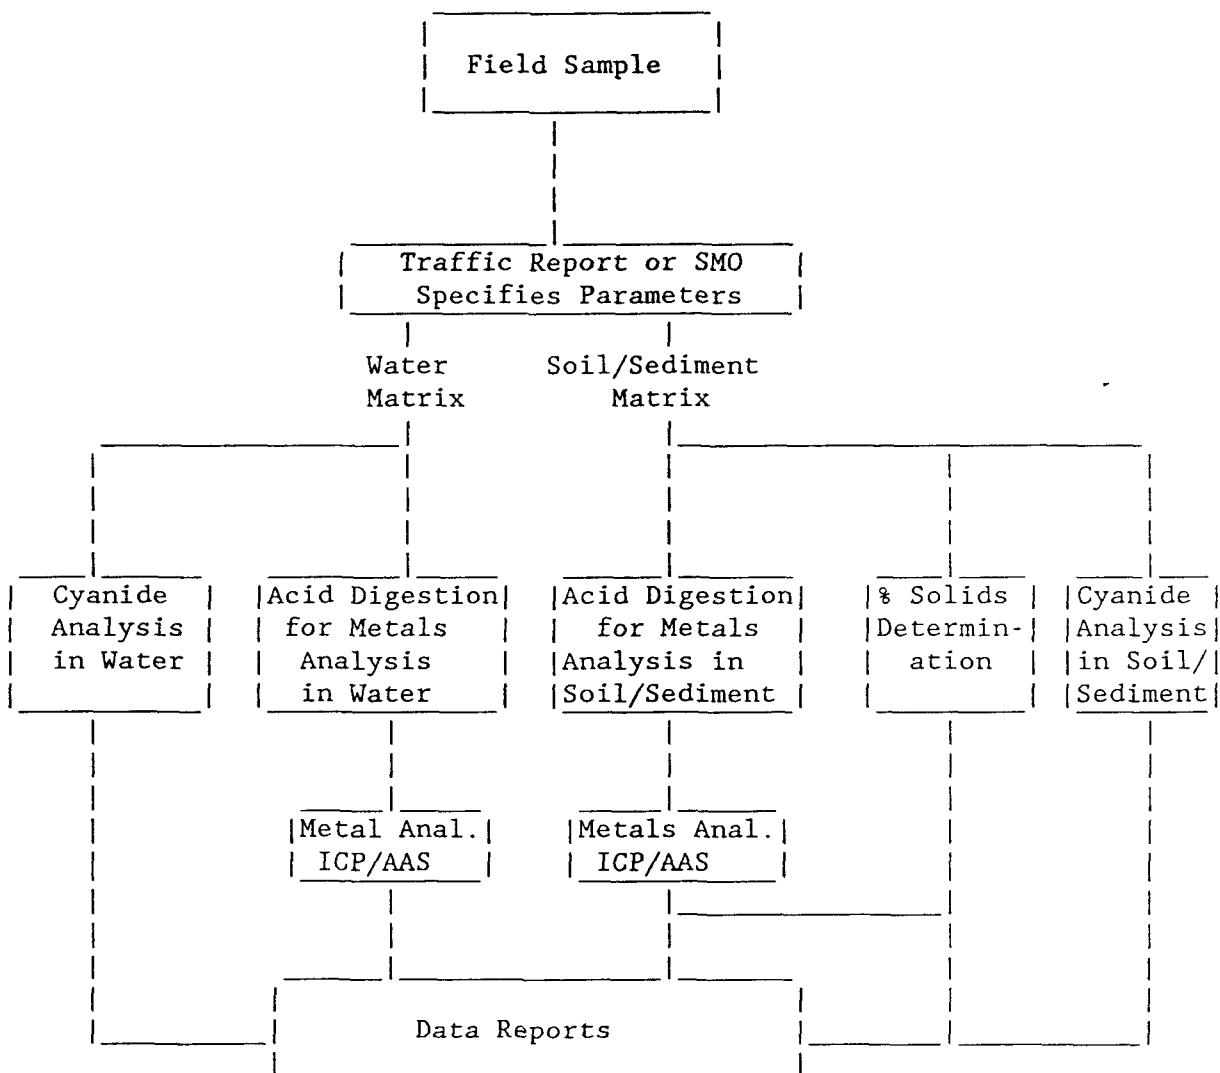 Field Sample
Traffic Report or SMO
Specifies Parameters
Water
Matrix
Soil/Sediment
Matrix
Cyanide
Analysis
in Water
Acid Digestion
for Metals
Analysis
in Water
Acid Digestion
for Metals
Analysis in
Soil/Sediment
% Solids
Determin-
ation
Cyanide
Analysis
in Soil/
Sediment
Metal Anal.
ICP/AAS
Metals Anal.
ICP/AAS
Data Reports